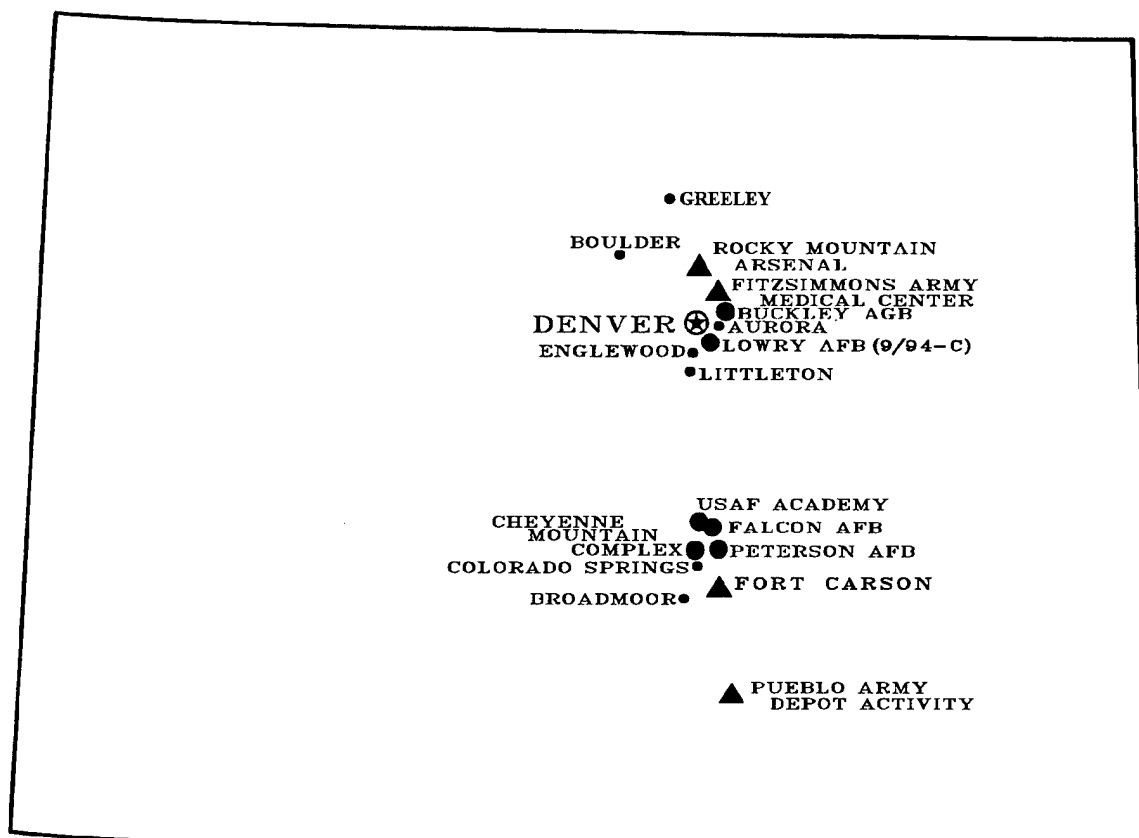 GREELEY
BOULDER
ROCKY MOUNTAIN
ARSENAL
FITZSIMMONS ARMY
MEDICAL CENTER
BUCKLEY AGB
DENVER
AURORA
LOWRY AFB (9/94-C)
ENGLEWOOD
LITTLETON
USAF ACADEMY
CHEYENNE
MOUNTAIN
COMPLEX
FALCON AFB
PETERSON AFB
COLORADO SPRINGS
FORT CARSON
BROADMOOR
PUEBLO ARMY
DEPOT ACTIVITY